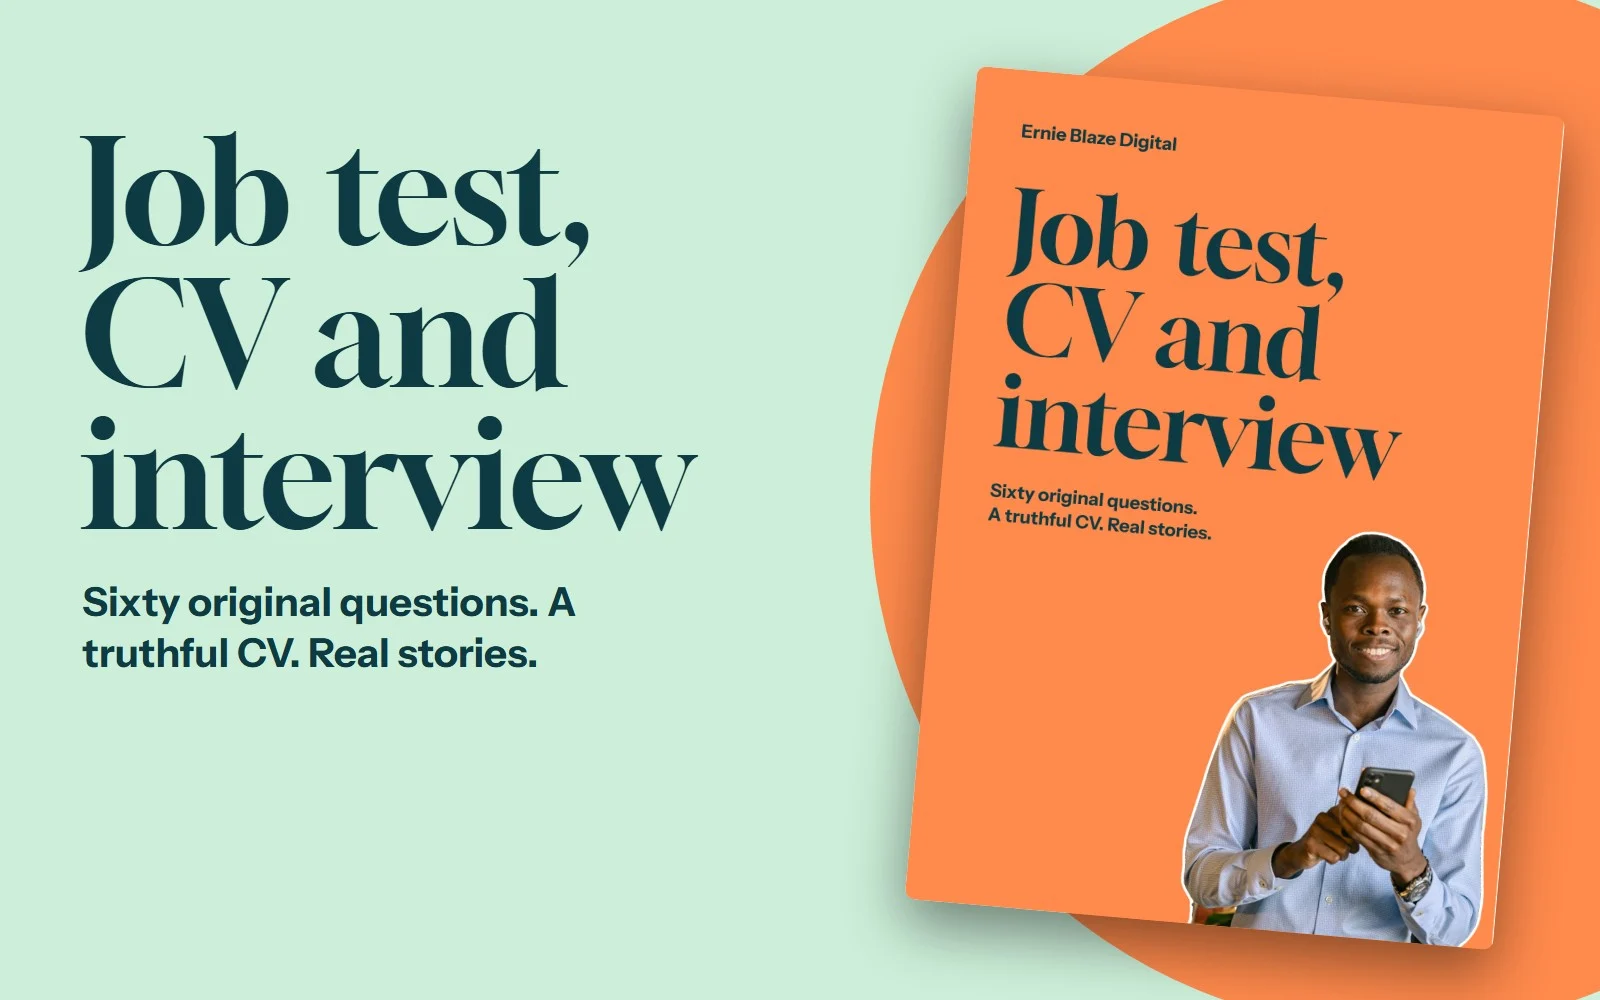 Job test,
CV and
interview
Sixty original questions. A
truthful CV. Real stories.
Ernie Blaze Digital
Job test,
CV and
interview
Sixty original questions.
A truthful CV. Real stories.